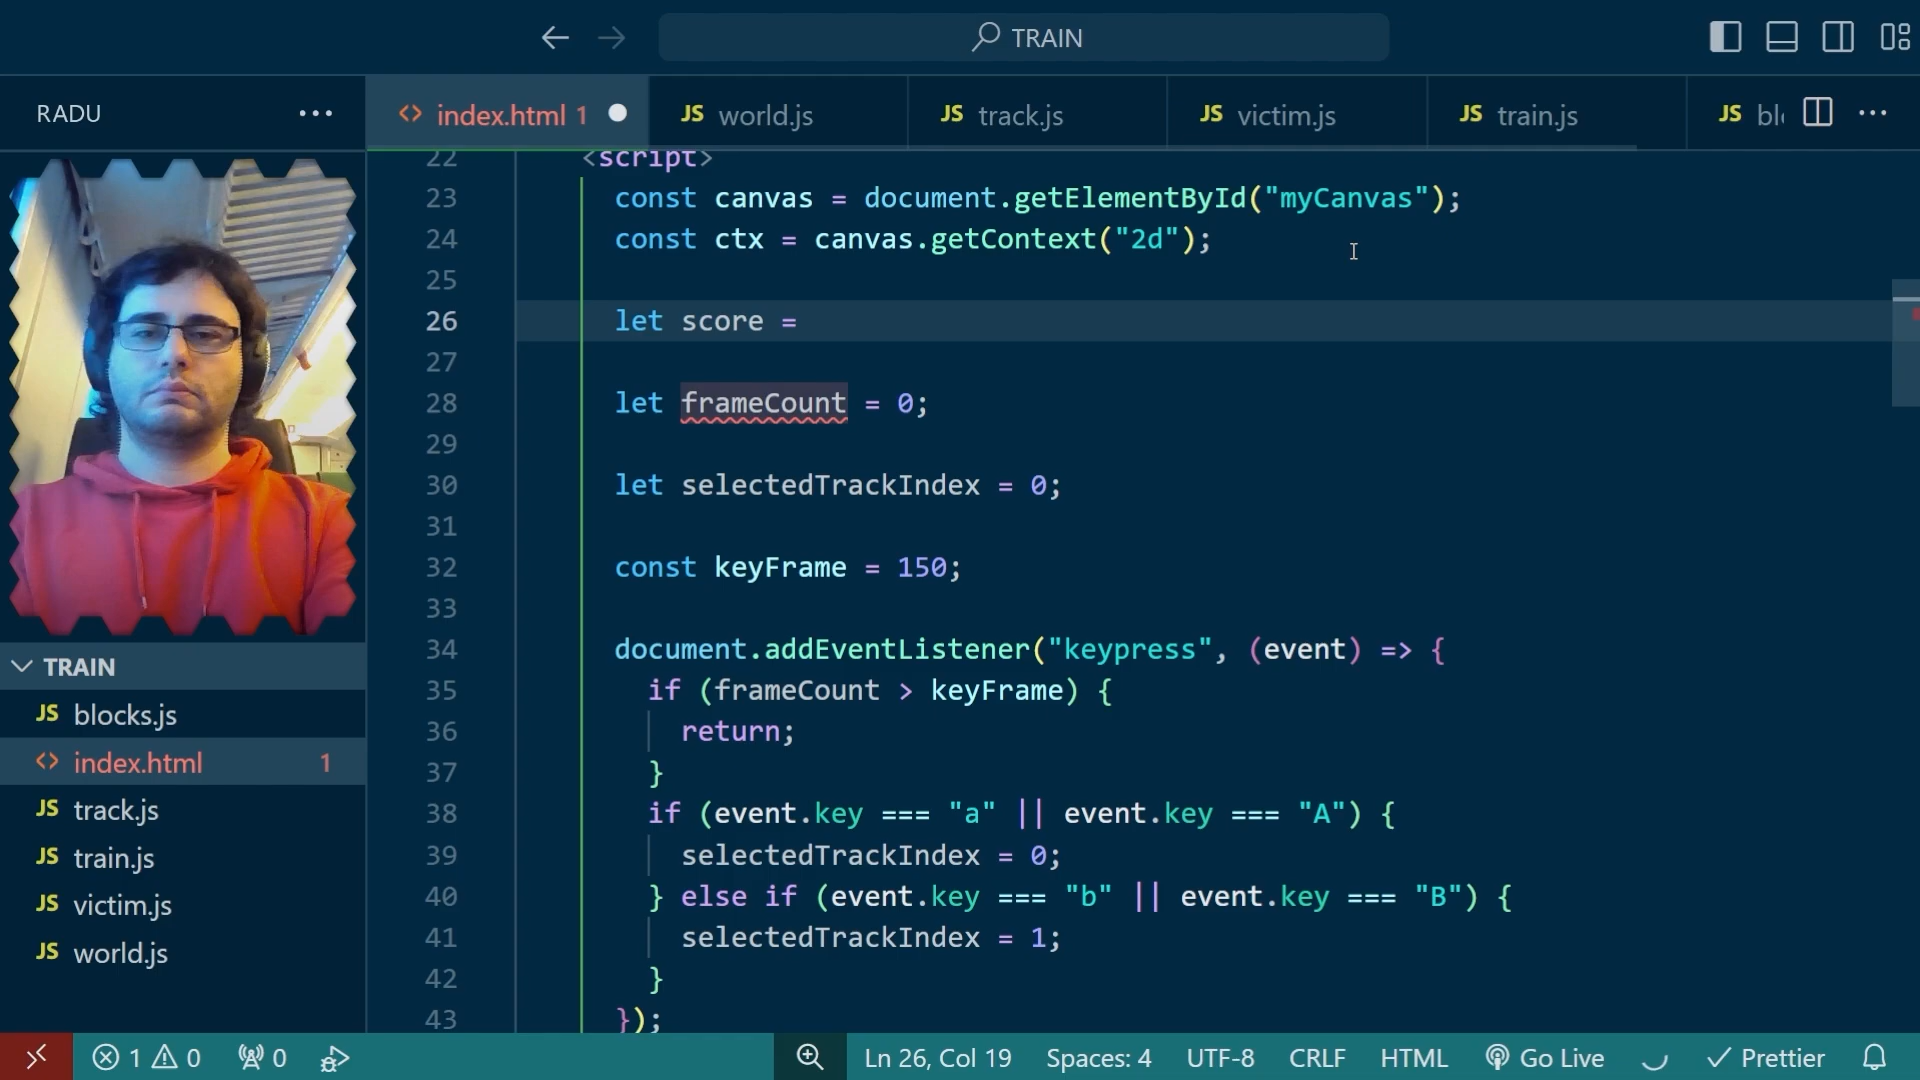 TRAIN
RADU
index.html 1
JS world.js
JS track.js
JS victim.js
JS train.js
JS blo
22 <script>
23 const canvas = document.getElementById("myCanvas");
24 const ctx = canvas.getContext("2d");
25
26 let score =
27
28 let frameCount = 0;
29
30 let selectedTrackIndex = 0;
31
32 const keyFrame = 150;
33
34 document.addEventListener("keypress", (event) => {
35 if (frameCount > keyFrame) {
36 return;
37 }
38 if (event.key === "a" || event.key === "A") {
39 selectedTrackIndex = 0;
40 } else if (event.key === "b" || event.key === "B") {
41 selectedTrackIndex = 1;
42 }
43 });
TRAIN
JS blocks.js
<> index.html 1
JS track.js
JS train.js
JS victim.js
JS world.js
1 0 0 Ln 26, Col 19 Spaces: 4 UTF-8 CRLF HTML Go Live Prettier